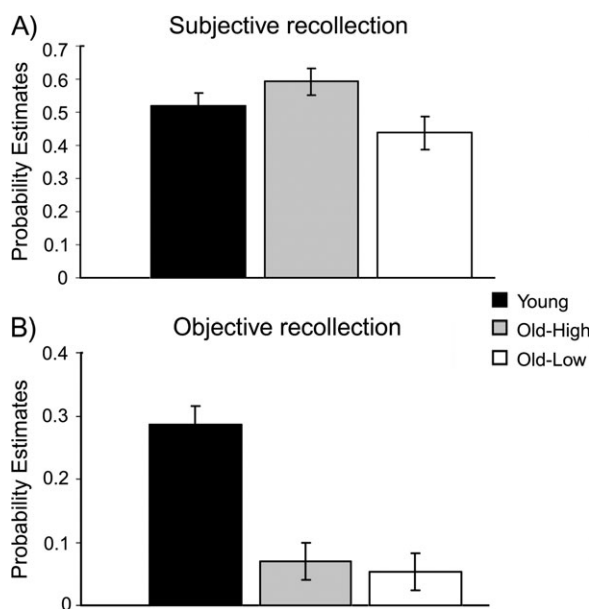 A)
Subjective recollection
Probability Estimates
0.7
0.6
0.5
0.4
0.3
0.2
0.1
0
Young
Old-High
Old-Low
B)
Objective recollection
Probability Estimates
0.4
0.3
0.2
0.1
0